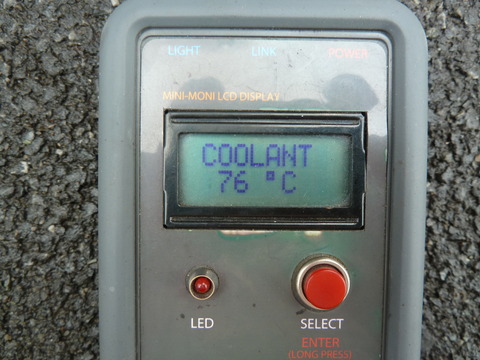 LIGHT LINK POWER
MINI-MONI LCD DISPLAY
COOLANT
76 °C
LED SELECT
ENTER
(LONG PRESS)